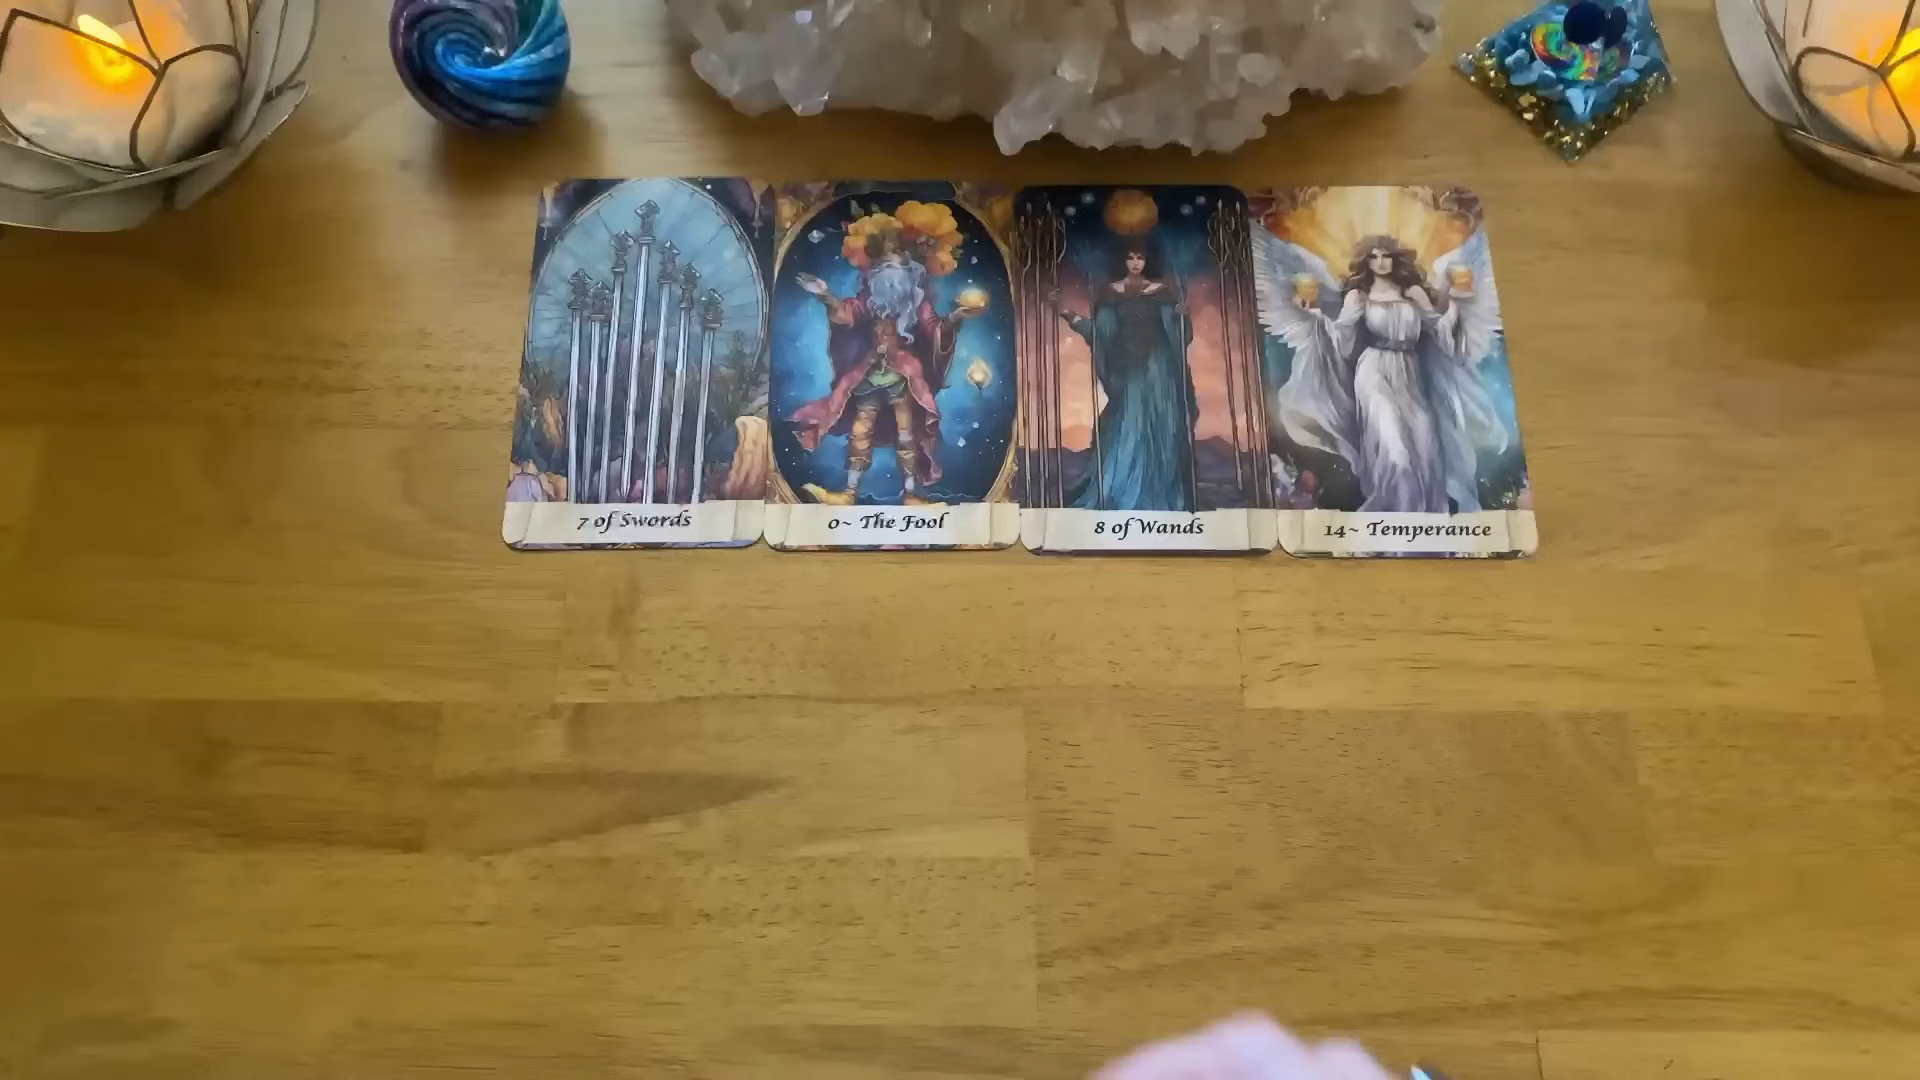 7 of Swords
0~ The Fool
8 of Wands
14~ Temperance